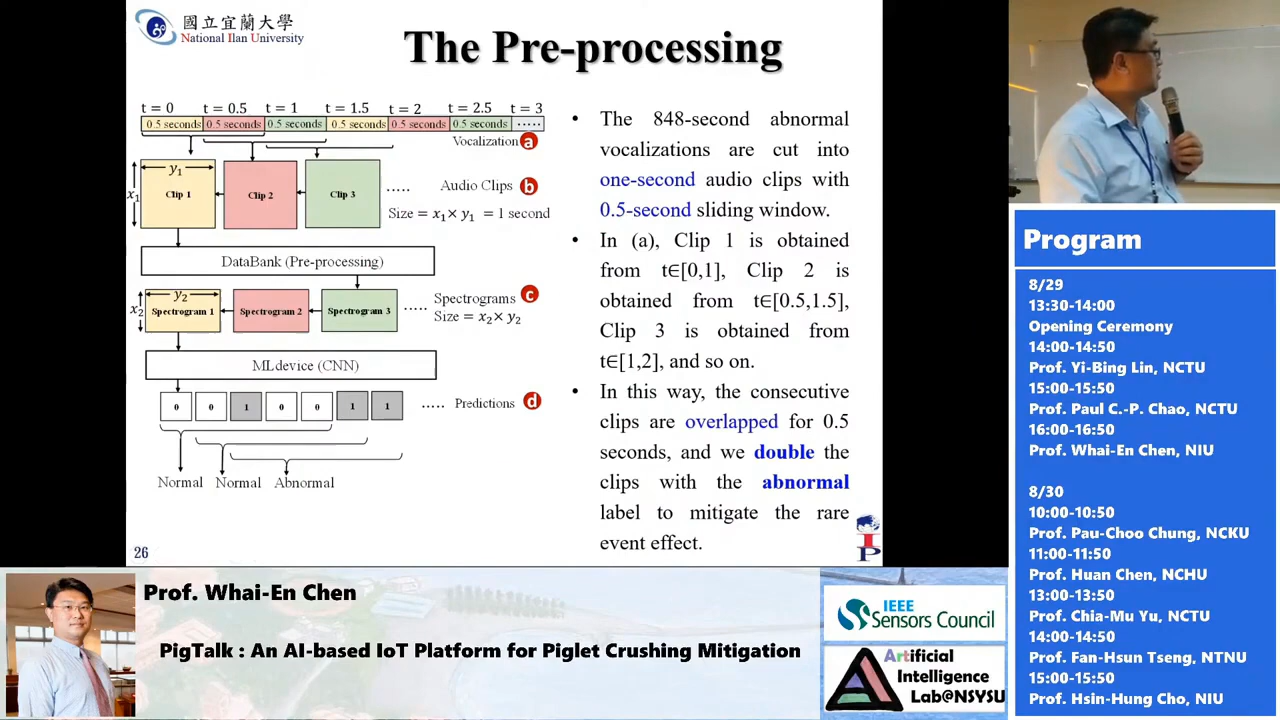 國立宜蘭大學
National Ilan University
The Pre-processing
t = 0 t = 0.5 t = 1 t = 1.5 t = 2 t = 2.5 t = 3
0.5 seconds 0.5 seconds 0.5 seconds 0.5 seconds 0.5 seconds 0.5 seconds .....
Vocalization a
y₁
x₁
Clip 1 Clip 2 Clip 3 .....
Audio Clips b
Size = x₁× y₁ = 1 second
DataBank (Pre-processing)
y₂
x₂
Spectrogram 1 Spectrogram 2 Spectrogram 3 .....
Spectrograms c
Size = x₂× y₂
MLdevice (CNN)
0 0 1 0 0 1 1 ..... Predictions d
Normal Normal Abnormal
• The 848-second abnormal
vocalizations are cut into
one-second audio clips with
0.5-second sliding window.
• In (a), Clip 1 is obtained
from t∈[0,1], Clip 2 is
obtained from t∈[0.5,1.5],
Clip 3 is obtained from
t∈[1,2], and so on.
• In this way, the consecutive
clips are overlapped for 0.5
seconds, and we double the
clips with the abnormal
label to mitigate the rare
event effect.
26
I P
Prof. Whai-En Chen
PigTalk : An AI-based IoT Platform for Piglet Crushing Mitigation
IEEE
Sensors Council
Artificial
Intelligence
Lab@NSYSU
Program
8/29
13:30-14:00
Opening Ceremony
14:00-14:50
Prof. Yi-Bing Lin, NCTU
15:00-15:50
Prof. Paul C.-P. Chao, NCTU
16:00-16:50
Prof. Whai-En Chen, NIU
8/30
10:00-10:50
Prof. Pau-Choo Chung, NCKU
11:00-11:50
Prof. Huan Chen, NCHU
13:00-13:50
Prof. Chia-Mu Yu, NCTU
14:00-14:50
Prof. Fan-Hsun Tseng, NTNU
15:00-15:50
Prof. Hsin-Hung Cho, NIU